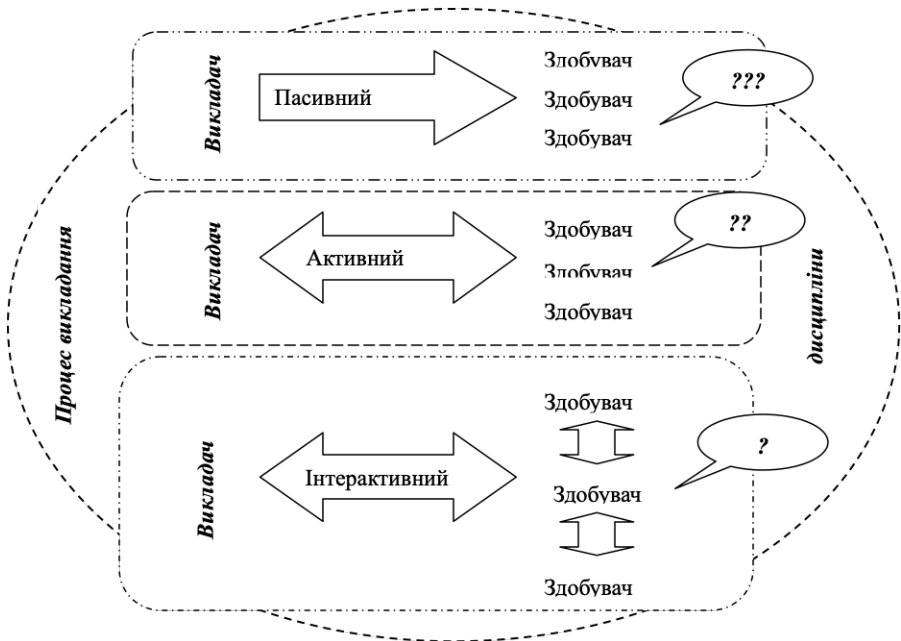 Процес викладання
Викладач
Пасивний
Здобувач
Здобувач
Здобувач
???
Викладач
Активний
Здобувач
Здобувач
Здобувач
??
Викладач
Інтерактивний
Здобувач
Здобувач
Здобувач
?
дисципліни